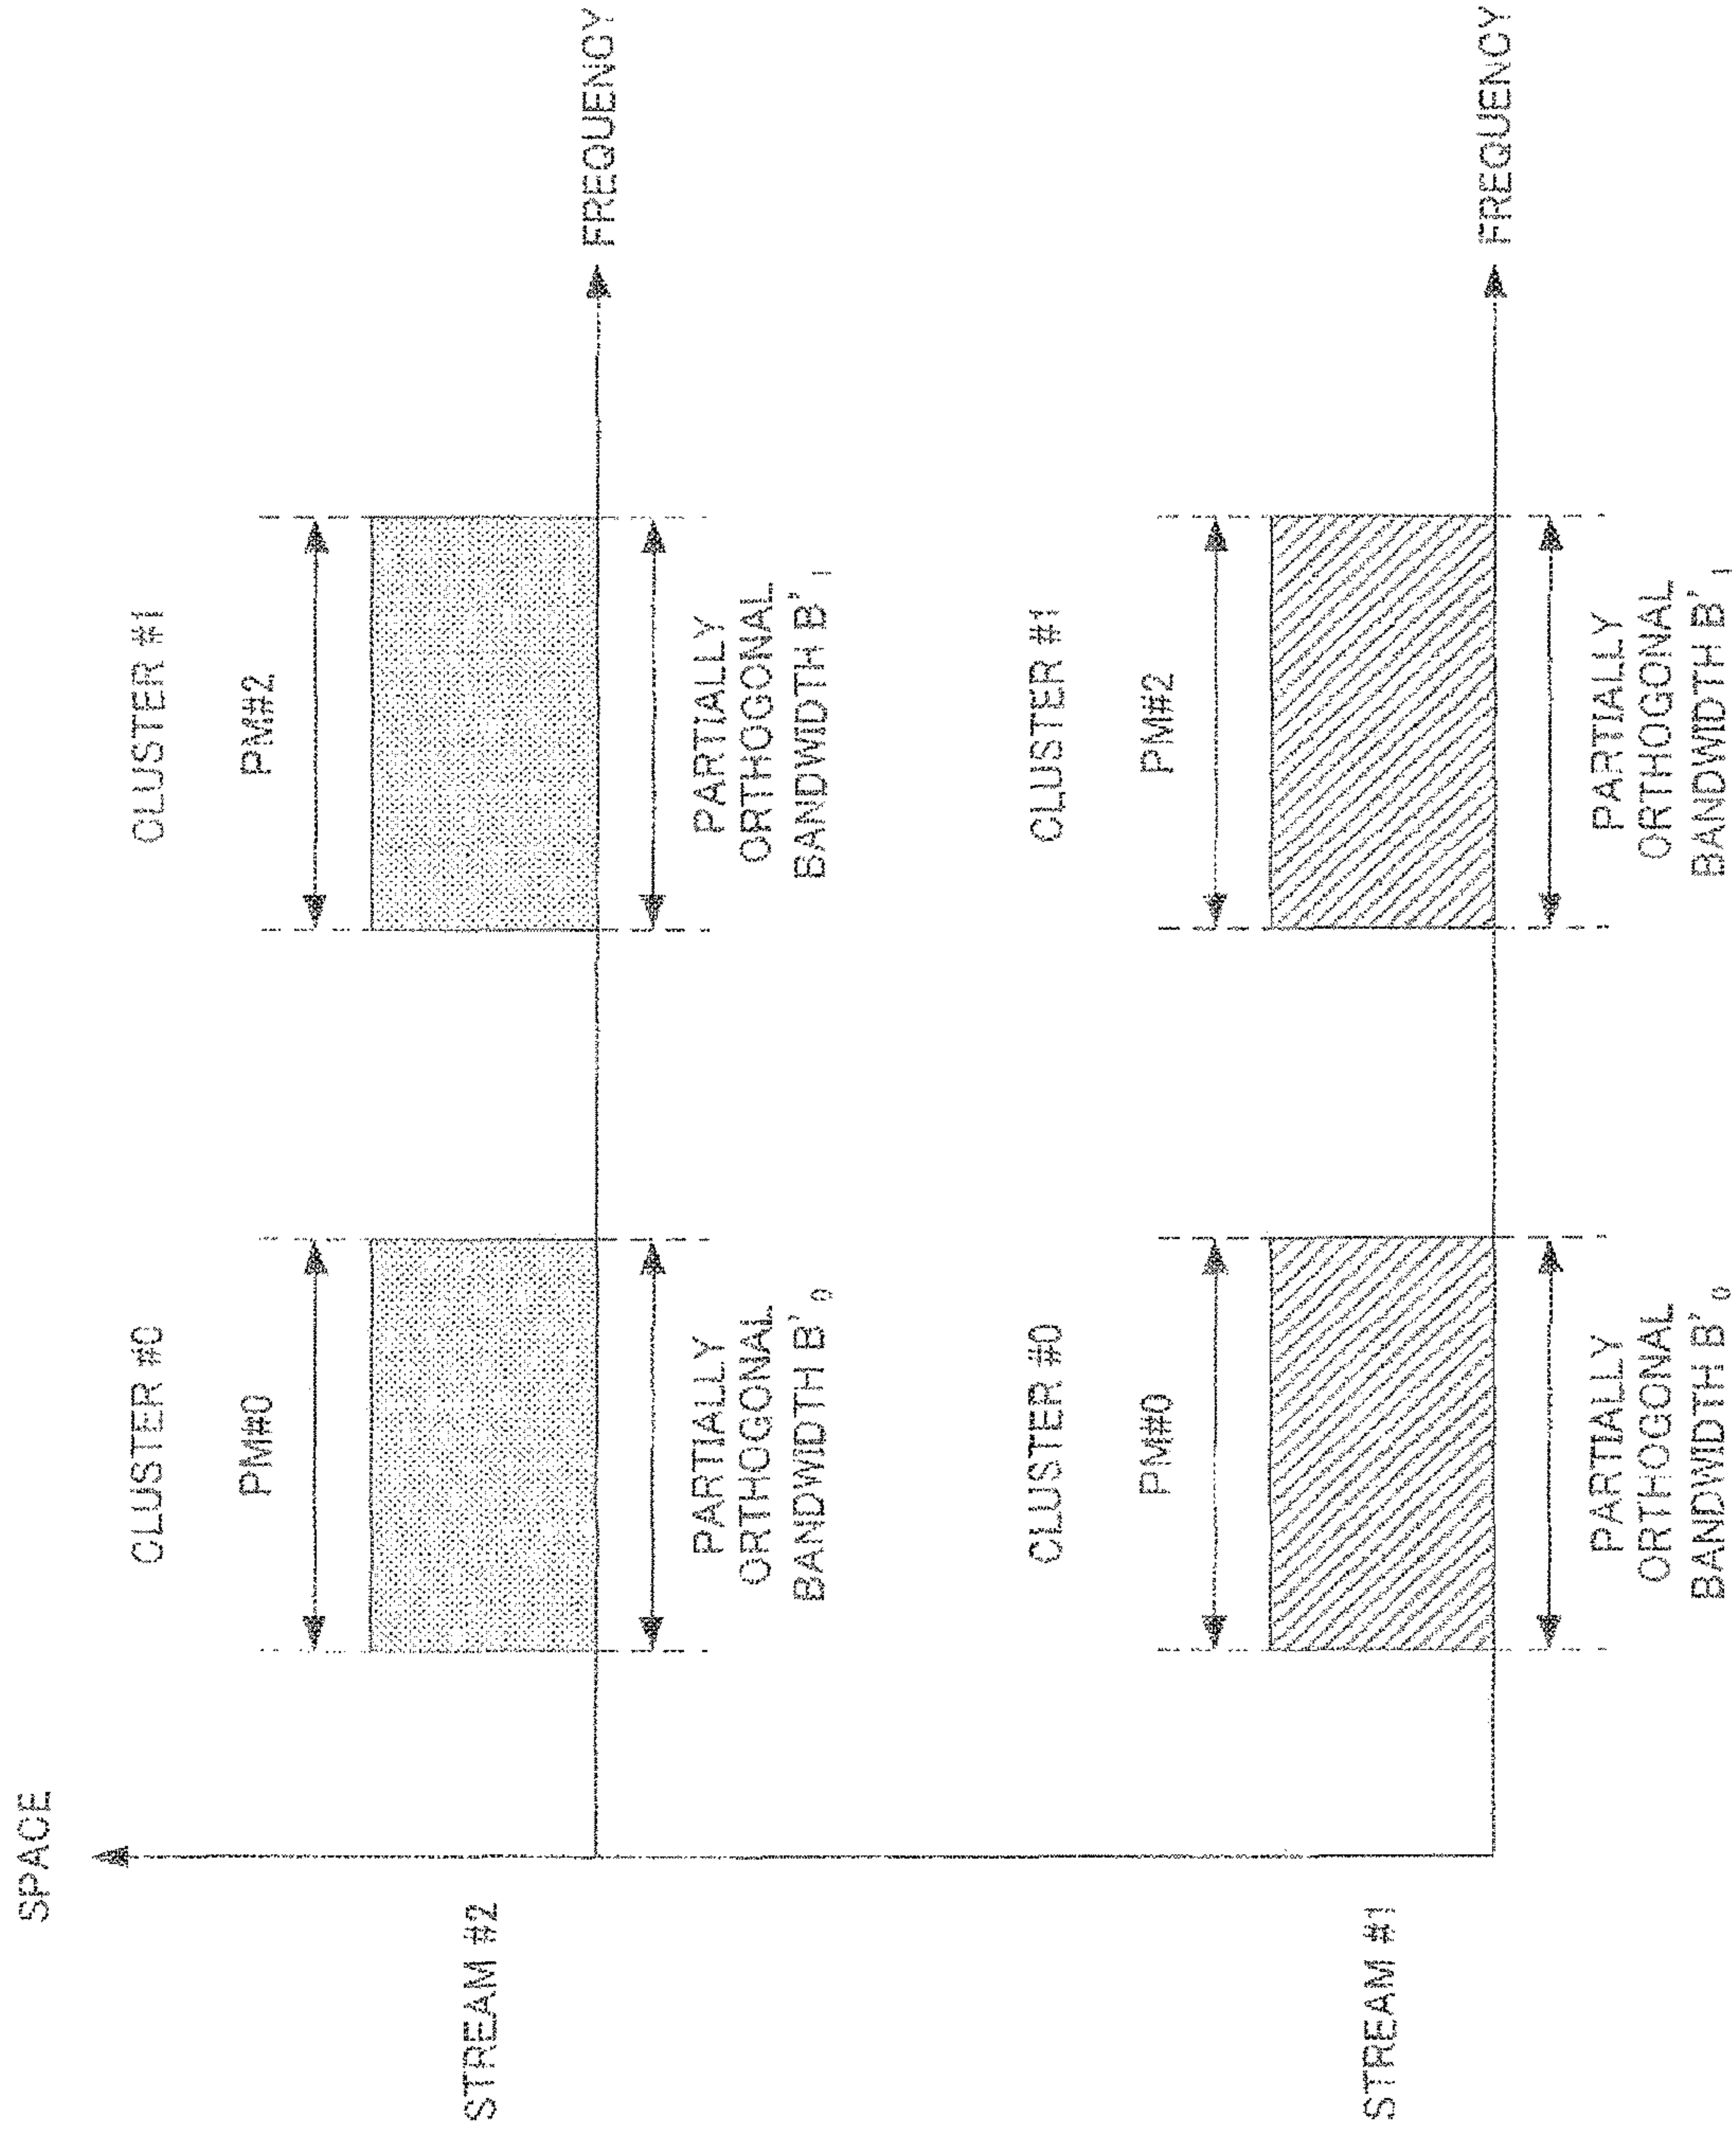 SPACE
STREAM #2
CLUSTER #0
CLUSTER #1
PM#0
PM#2
FREQUENCY
PARTIALLY
ORTHOGONAL
BANDWIDTH B'0
PARTIALLY
ORTHOGONAL
BANDWIDTH B'1
STREAM #1
CLUSTER #0
CLUSTER #1
PM#0
PM#2
FREQUENCY
PARTIALLY
ORTHOGONAL
BANDWIDTH B'0
PARTIALLY
ORTHOGONAL
BANDWIDTH B'1